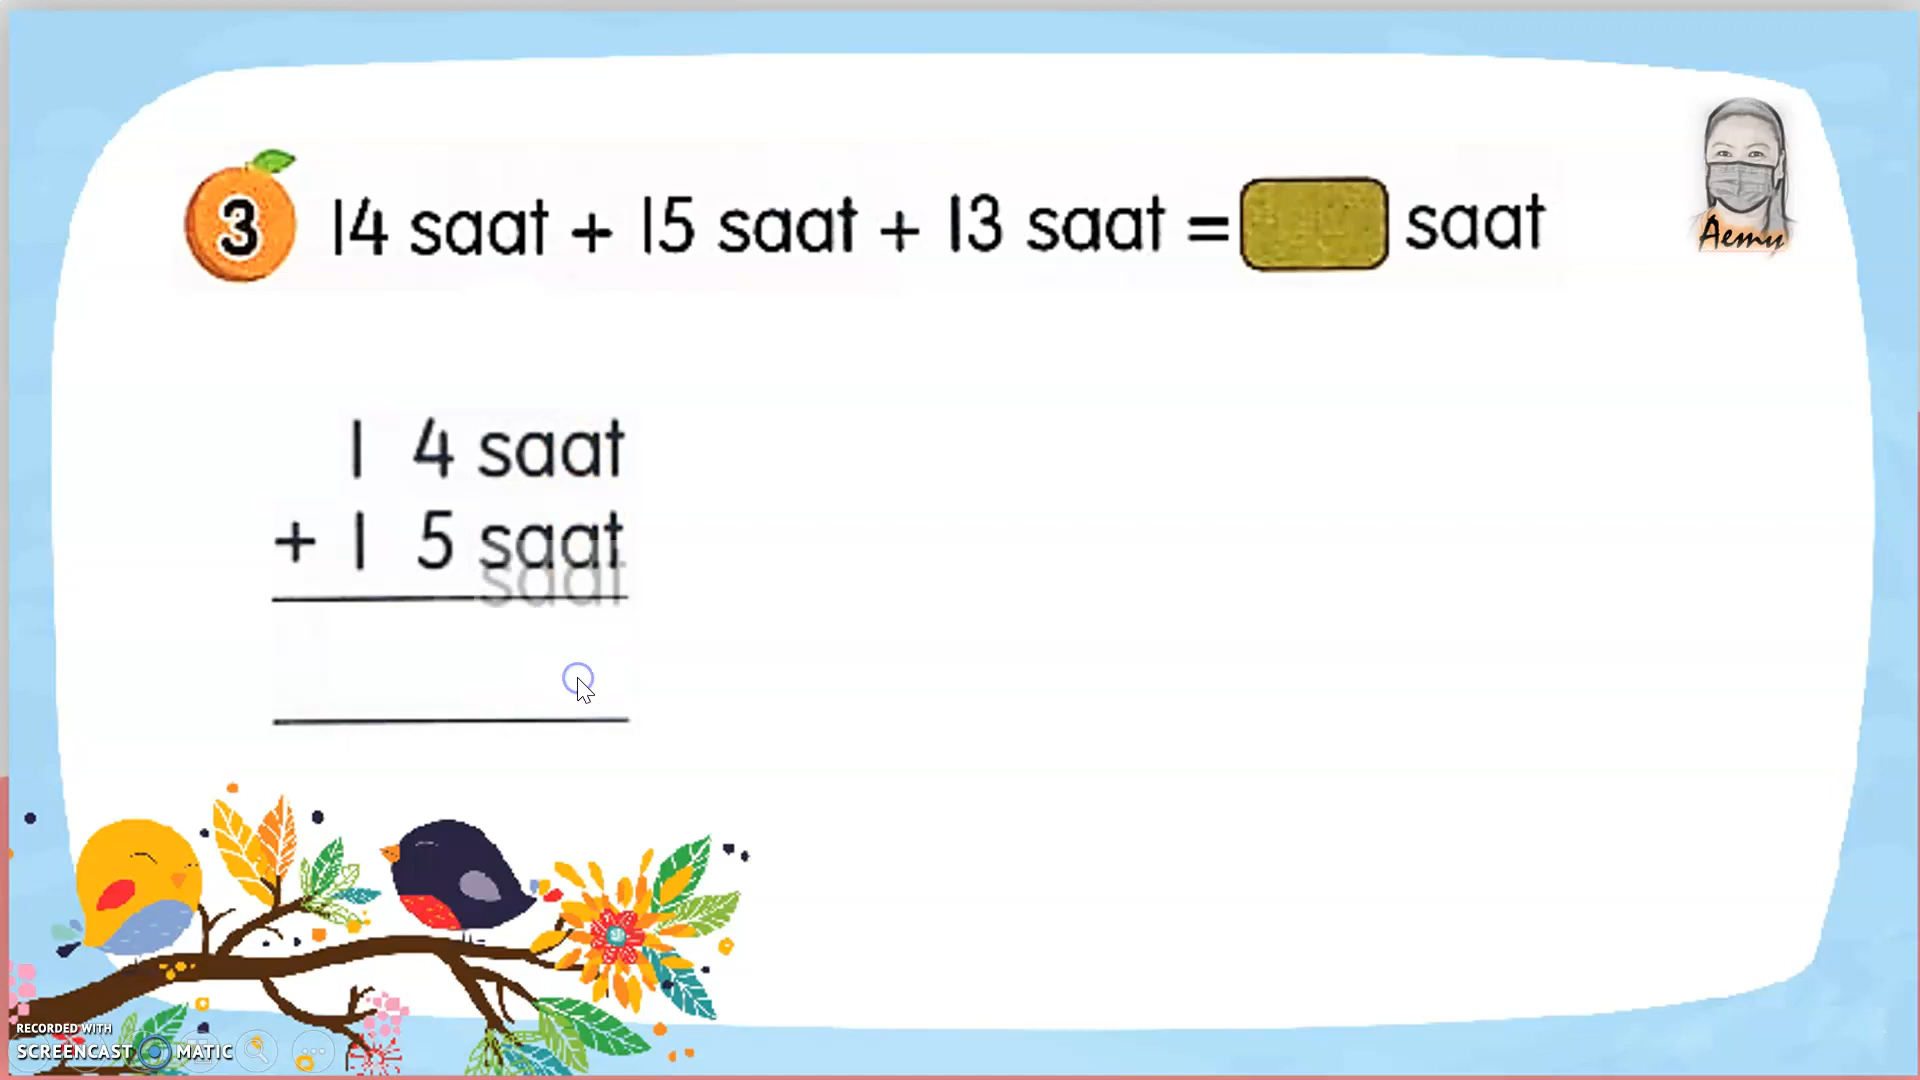 3 14 saat + 15 saat + 13 saat = saat
Aemy
1 4 saat
+ 1 5 saat
saat
RECORDED WITH
SCREENCAST MATIC